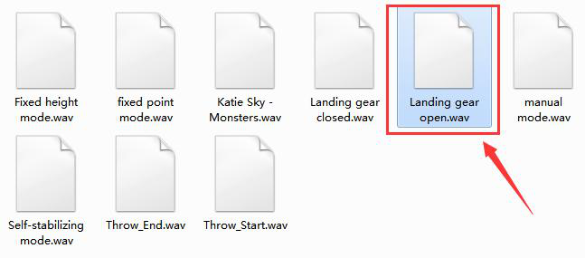 Fixed height
mode.wav
fixed point
mode.wav
Katie Sky -
Monsters.wav
Landing gear
closed.wav
Landing gear
open.wav
manual
mode.wav
Self-stabilizing
mode.wav
Throw_End.wav
Throw_Start.wav